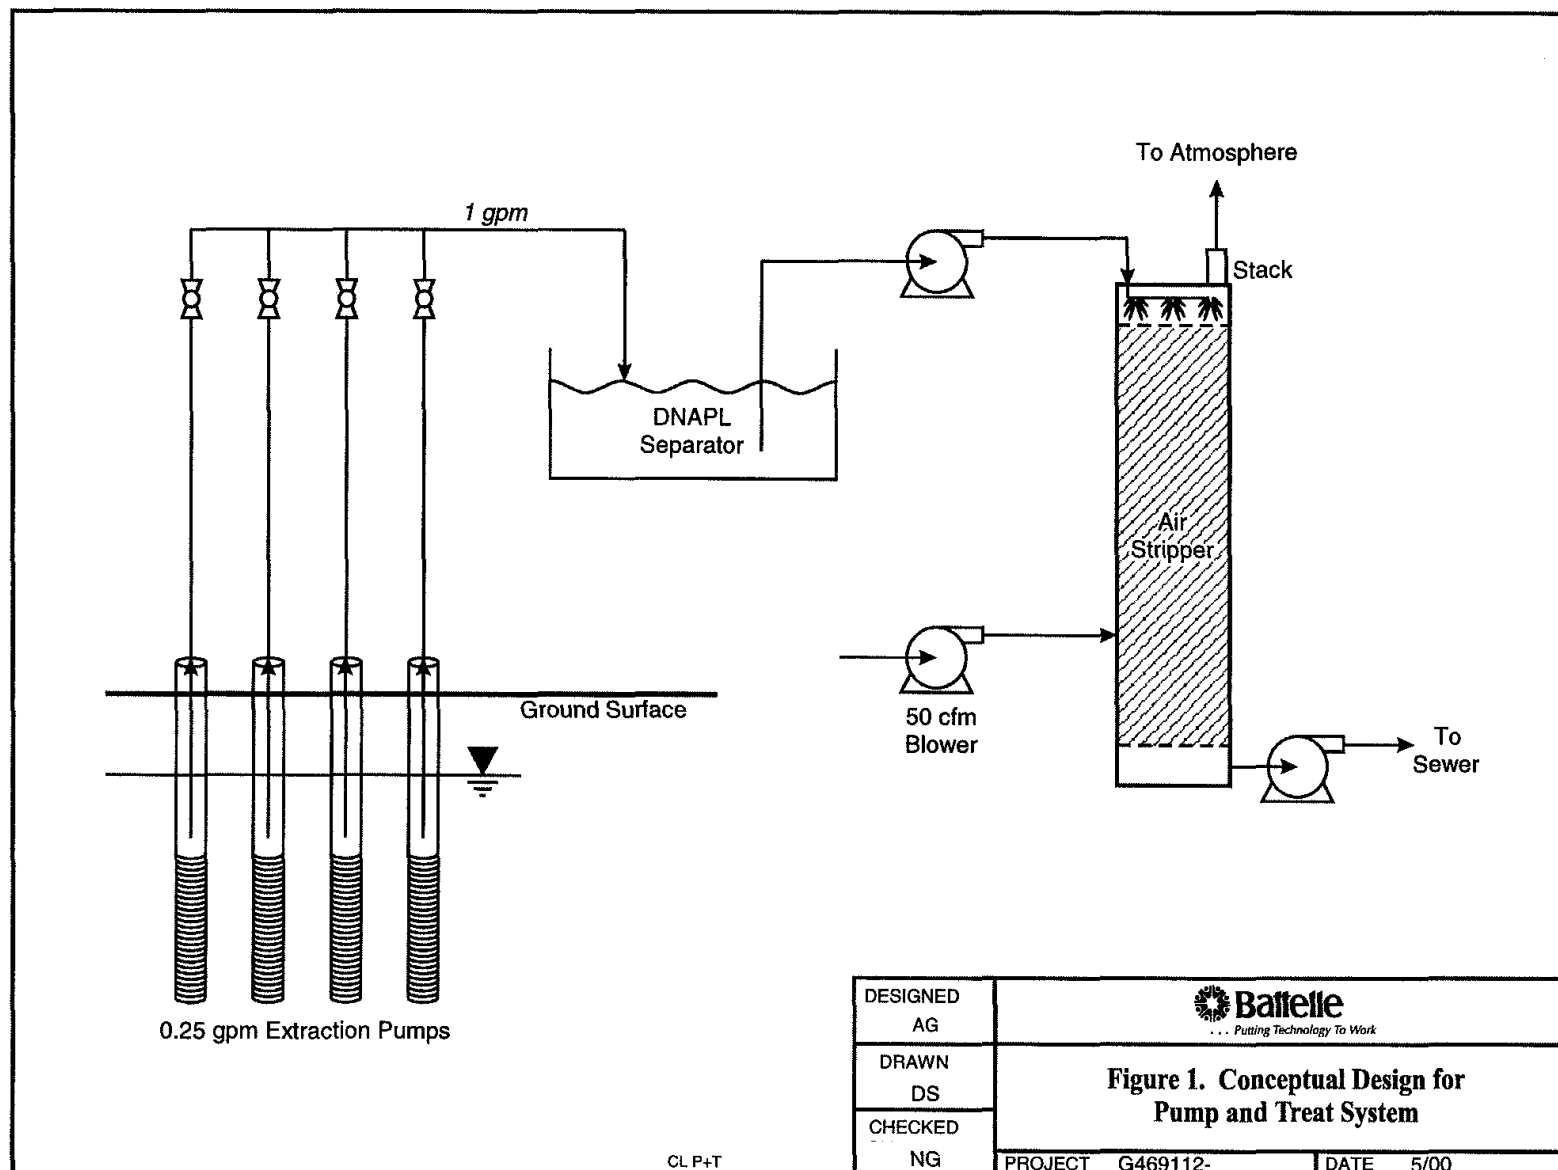 To Atmosphere
1 gpm
Stack
DNAPL
Separator
Air
Stripper
Ground Surface
50 cfm
Blower
To
Sewer
0.25 gpm Extraction Pumps
DESIGNED
AG
Battelle
. . . Putting Technology To Work
DRAWN
DS
Figure 1. Conceptual Design for
Pump and Treat System
CHECKED
NG
CL P+T
PROJECT G469112-
DATE 5/00